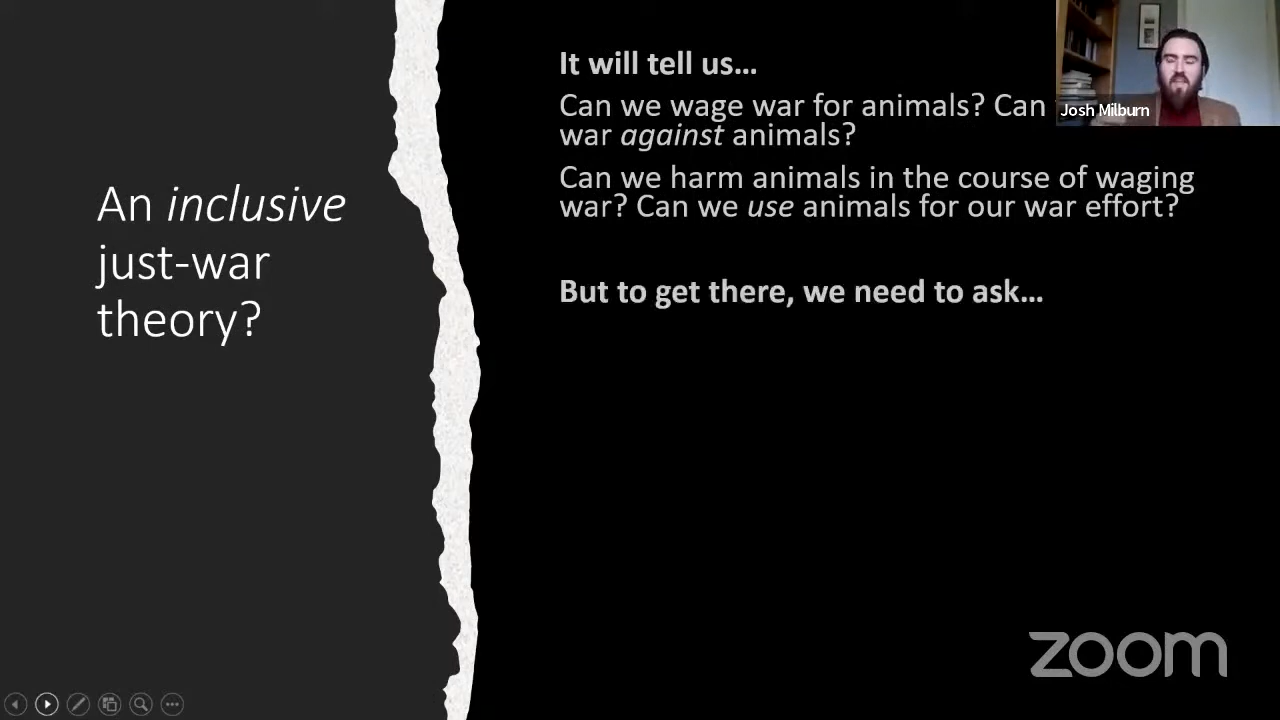 An inclusive
just-war
theory?
It will tell us...
Can we wage war for animals? Can
war against animals?
Can we harm animals in the course of waging
war? Can we use animals for our war effort?
But to get there, we need to ask...
Josh Milburn
zoom